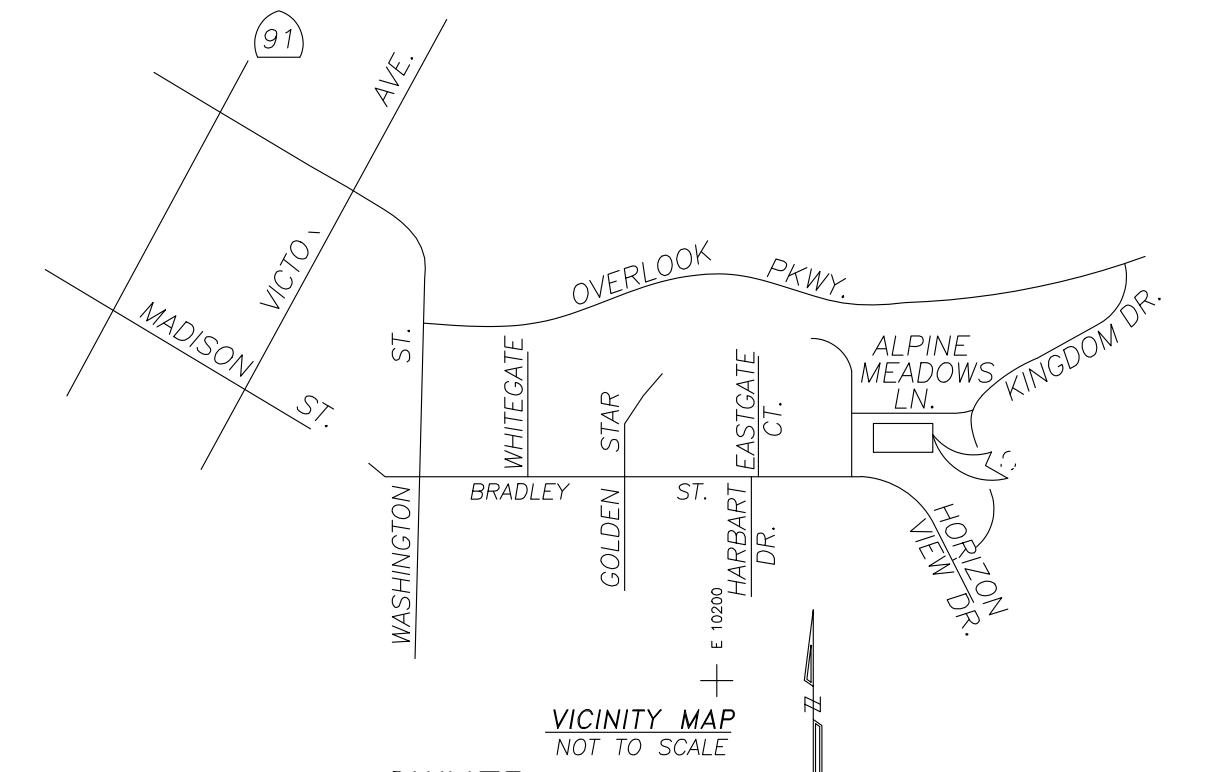 91
AVE.
VICTO
MADISON
ST.
OVERLOOK PKWY.
ST.
WHITEGATE
STAR
EASTGATE
CT.
ALPINE
MEADOWS
LN.
KINGDOM DR.
BRADLEY ST.
WASHINGTON
GOLDEN
HARBART
DR.
HORIZON
VIEW DR.
E 10200
VICINITY MAP
NOT TO SCALE